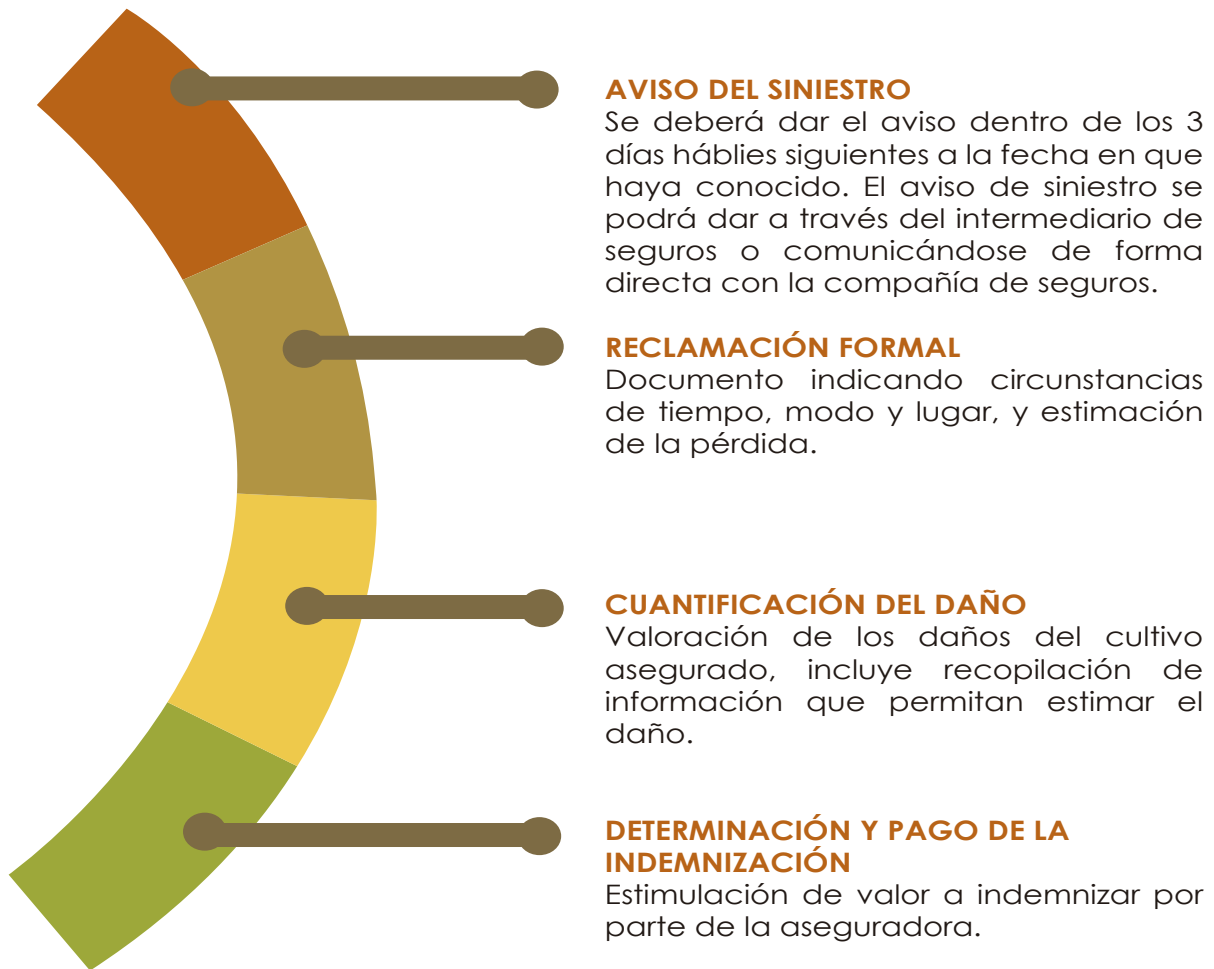 AVISO DEL SINIESTRO
Se deberá dar el aviso dentro de los 3
días háblies siguientes a la fecha en que
haya conocido. El aviso de siniestro se
podrá dar a través del intermediario de
seguros o comunicándose de forma
directa con la compañía de seguros.
RECLAMACIÓN FORMAL
Documento indicando circunstancias
de tiempo, modo y lugar, y estimación
de la pérdida.
CUANTIFICACIÓN DEL DAÑO
Valoración de los daños del cultivo
asegurado, incluye recopilación de
información que permitan estimar el
daño.
DETERMINACIÓN Y PAGO DE LA
INDEMNIZACIÓN
Estimulación de valor a indemnizar por
parte de la aseguradora.